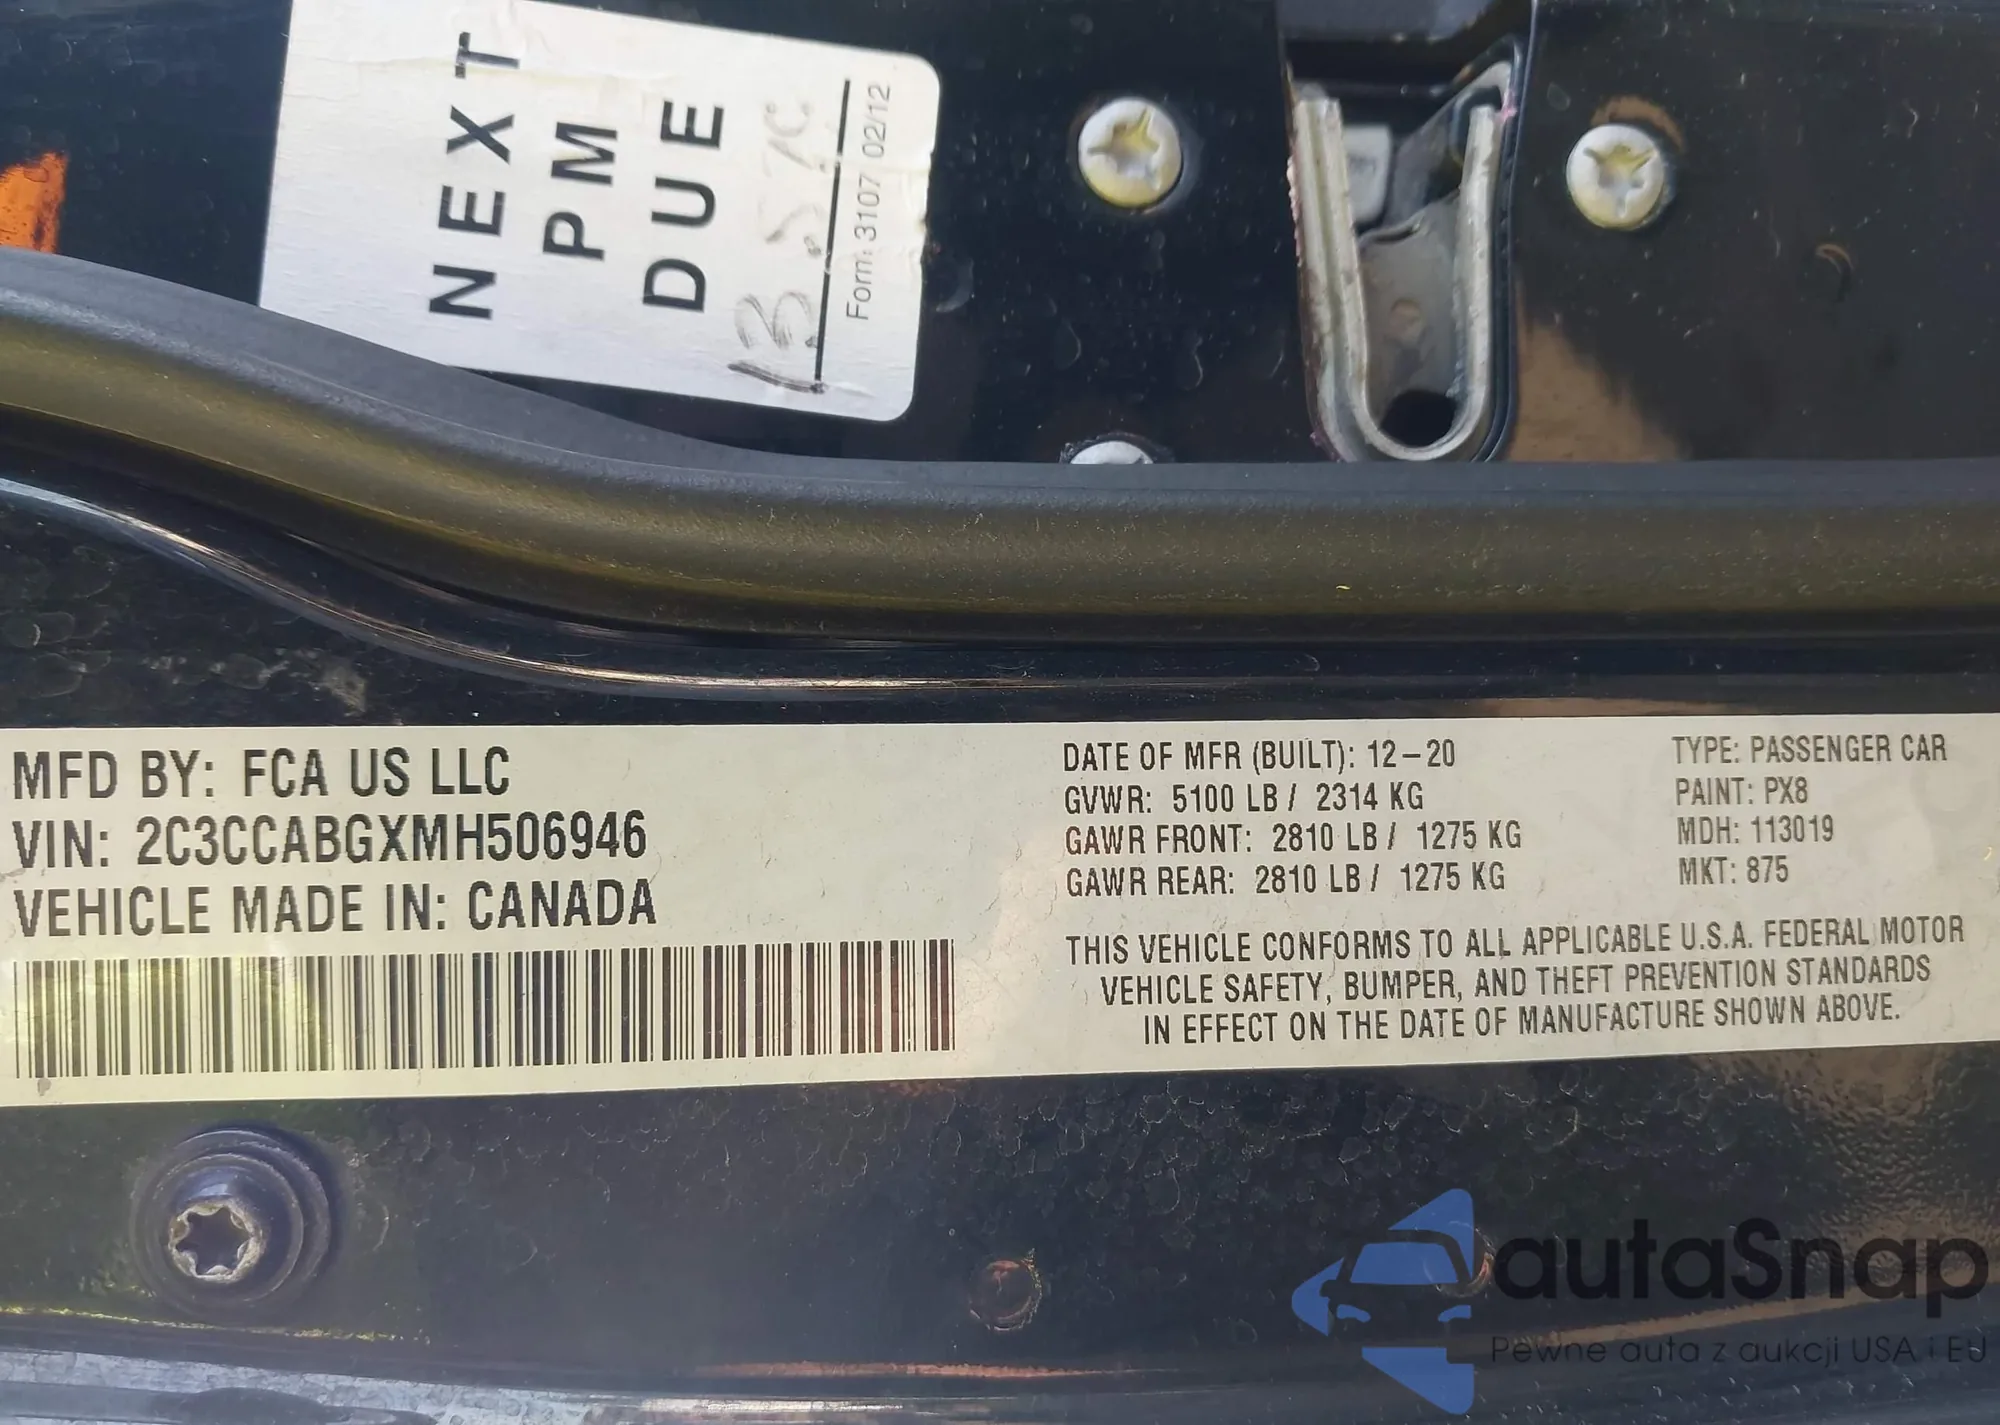 NEXT
PM
DUE
Form: 3107 02/12
MFD BY: FCA US LLC
VIN: 2C3CCABGXMH506946
VEHICLE MADE IN: CANADA
DATE OF MFR (BUILT): 12-20
GVWR: 5100 LB / 2314 KG
GAWR FRONT: 2810 LB / 1275 KG
GAWR REAR: 2810 LB / 1275 KG
TYPE: PASSENGER CAR
PAINT: PX8
MDH: 113019
MKT: 875
THIS VEHICLE CONFORMS TO ALL APPLICABLE U.S.A. FEDERAL MOTOR
VEHICLE SAFETY, BUMPER, AND THEFT PREVENTION STANDARDS
IN EFFECT ON THE DATE OF MANUFACTURE SHOWN ABOVE.
autaSnap
Pewne auta z aukcji USA i EU